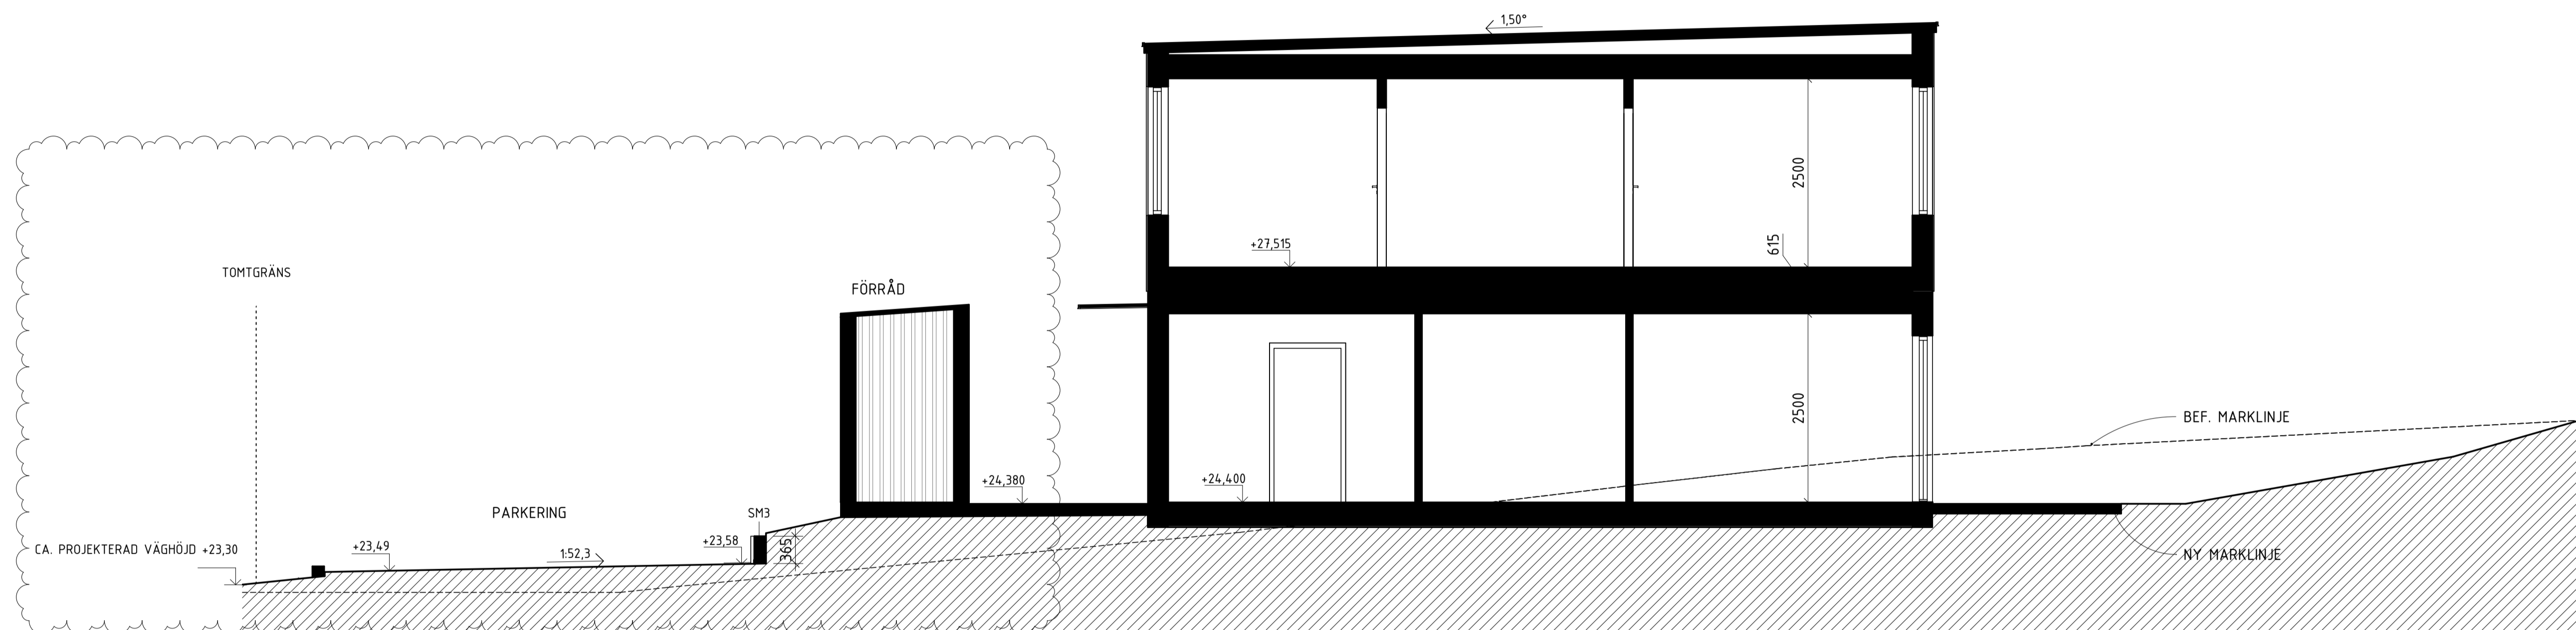 1,50°
2500
+27,515
615
TOMTGRÄNS
FÖRRÅD
2500
BEF. MARKLINJE
+24,380
+24,400
PARKERING
SM3
CA. PROJEKTERAD VÄGHÖJD +23,30
+23,49
1:52,3
+23,58
365
NY MARKLINJE